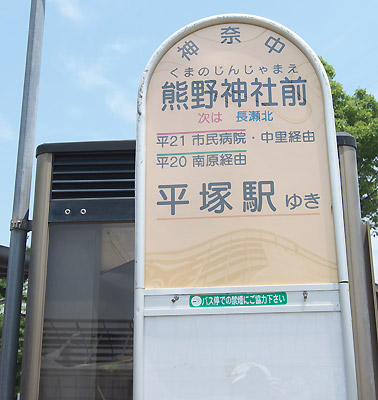 神奈中
くまのじんじゃまえ
熊野神社前
次は 長瀬北
平21 市民病院・中里経由
平20 南原経由
平塚駅 ゆき
バス停での禁煙にご協力下さい